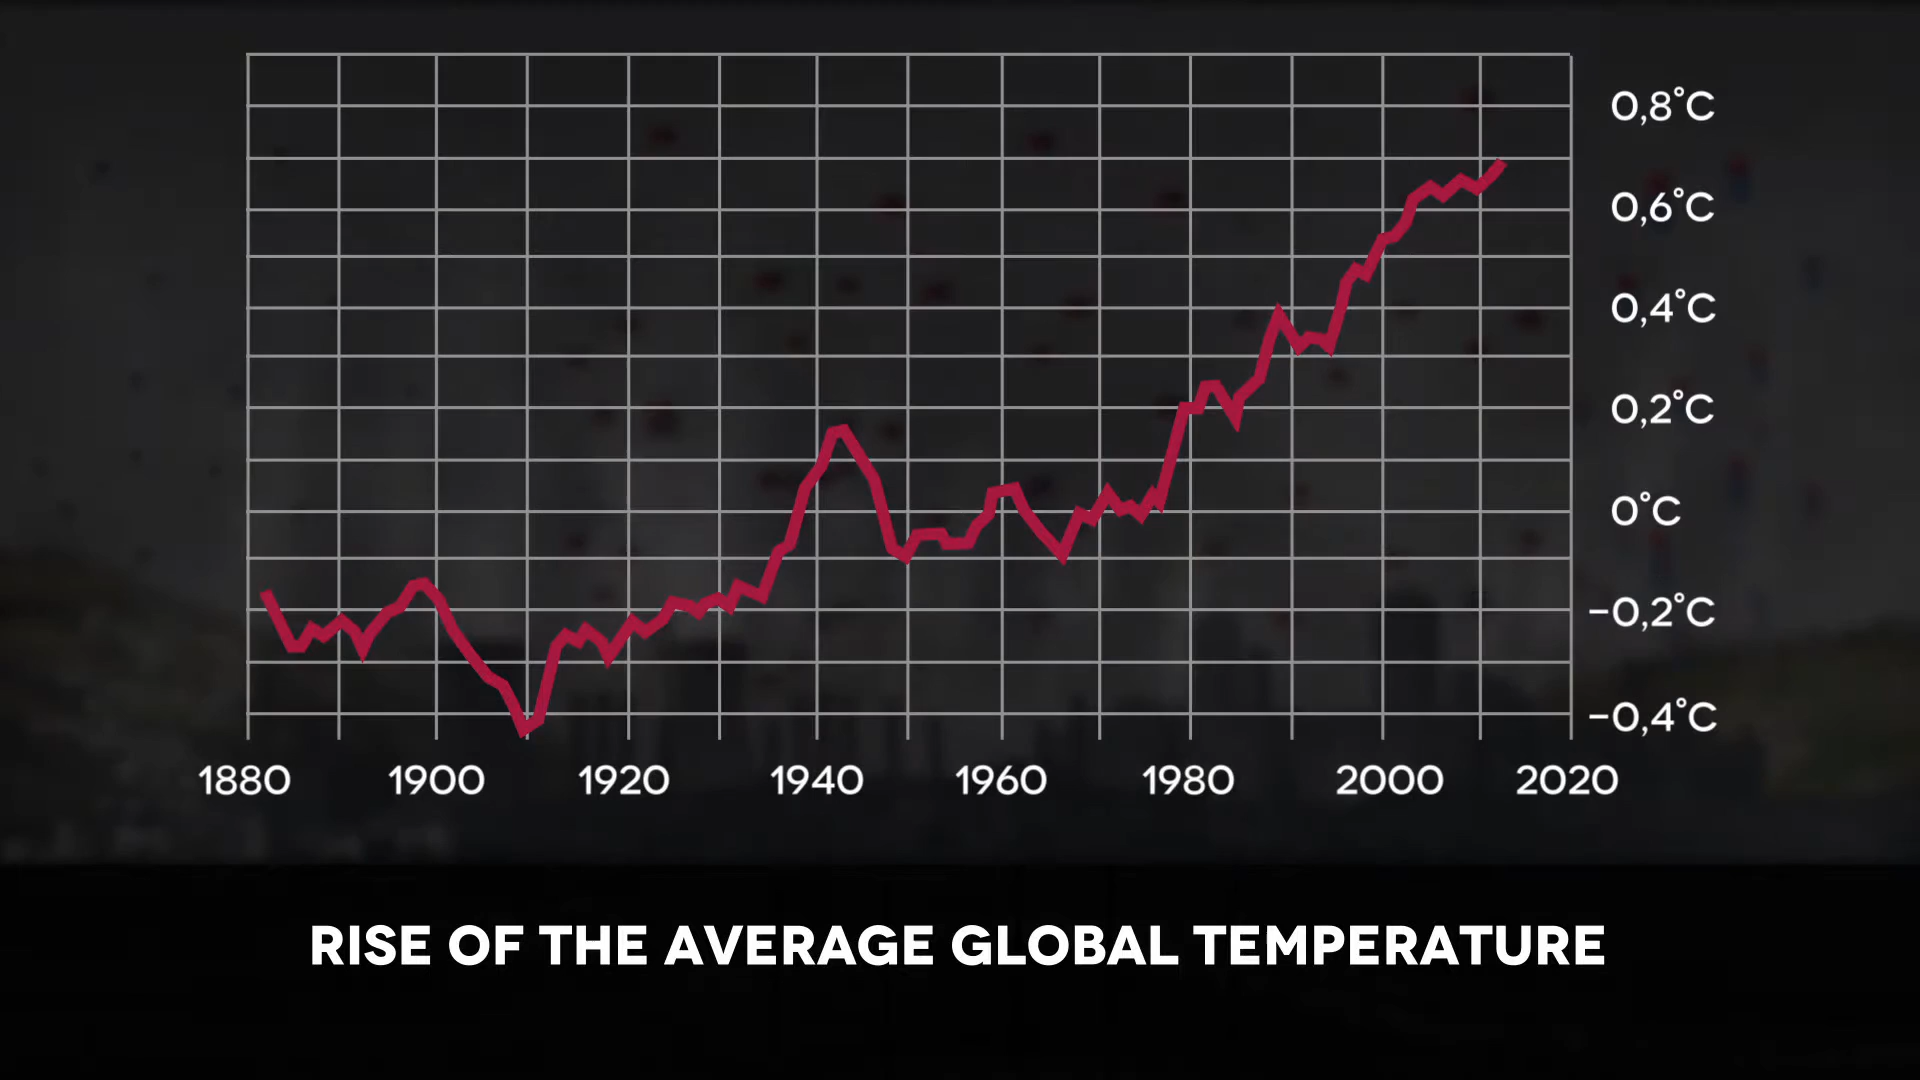 0,8°C
0,6°C
0,4°C
0,2°C
0°C
−0,2°C
−0,4°C
1880 1900 1920 1940 1960 1980 2000 2020
RISE OF THE AVERAGE GLOBAL TEMPERATURE